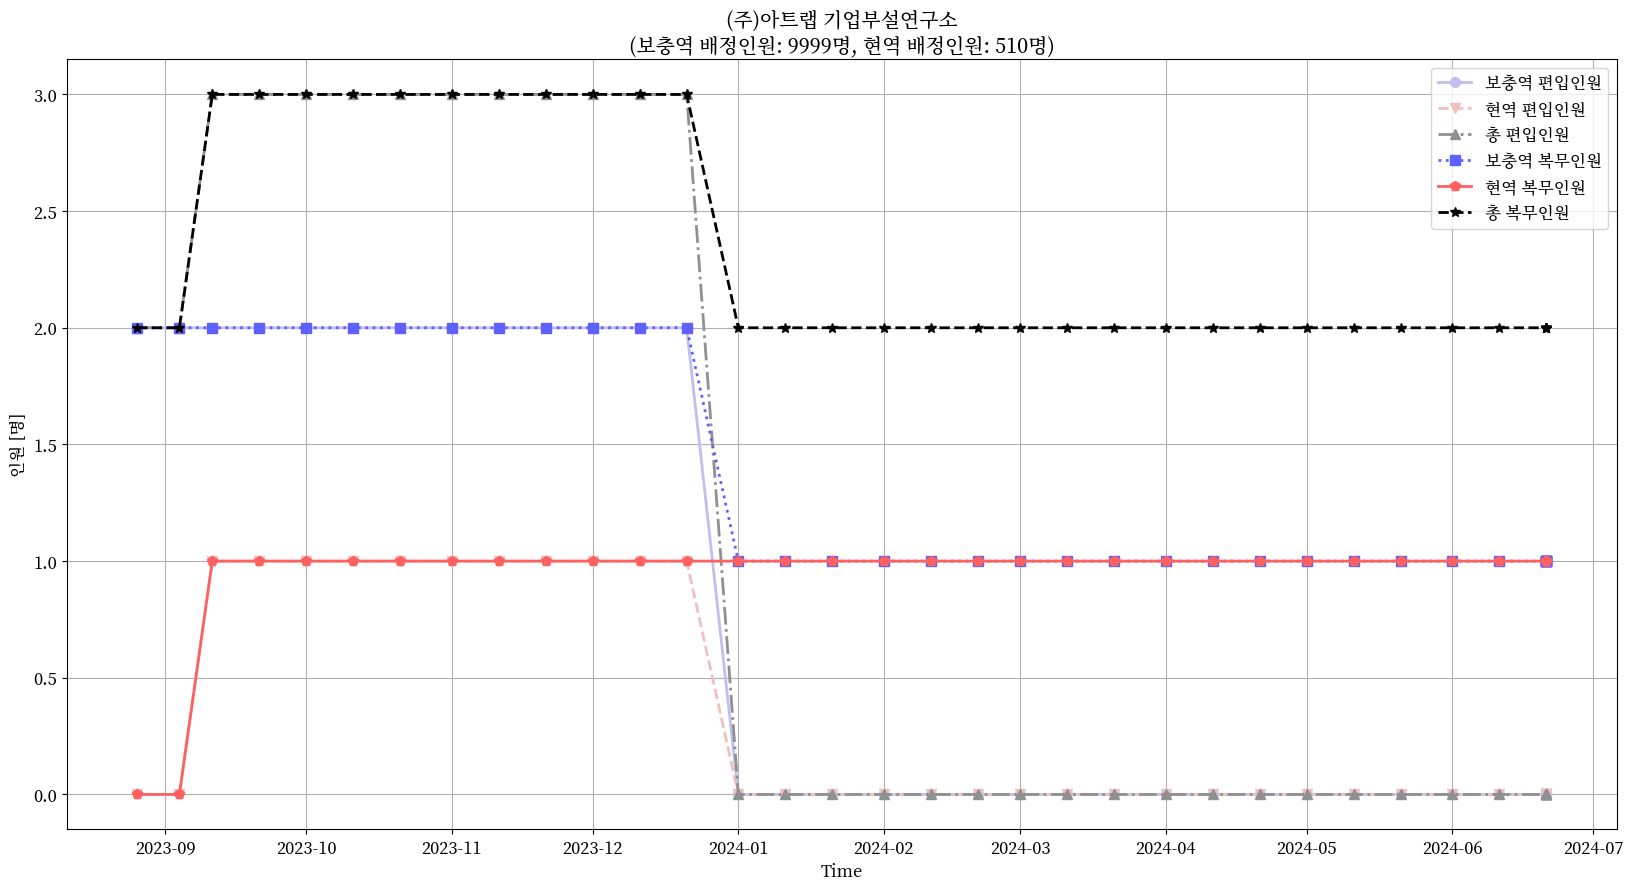 (주)아트랩 기업부설연구소
(보충역 배정인원: 9999명, 현역 배정인원: 510명)
보충역 편입인원
현역 편입인원
총 편입인원
보충역 복무인원
현역 복무인원
총 복무인원
3.0
2.5
2.0
1.5
1.0
0.5
0.0
인원 [명]
2023-09 2023-10 2023-11 2023-12 2024-01 2024-02 2024-03 2024-04 2024-05 2024-06 2024-07
Time